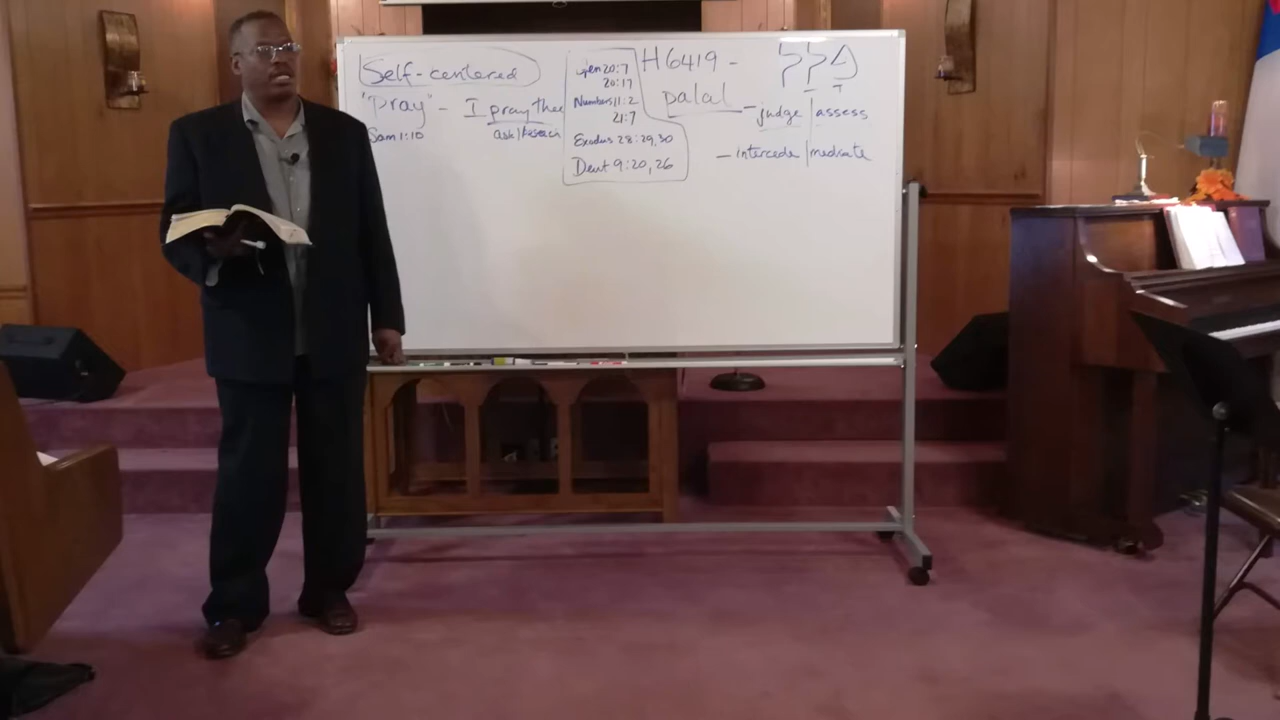 Self-centered
"Pray" - I pray thee
Sam 1:10
ask/
Gen 20:7
20:17
Numbers 11:2
21:7
Exodus 28:29,30
Deut 9:20, 26
H6419 - פלל
palal
- judge | assess
- intercede | mediate